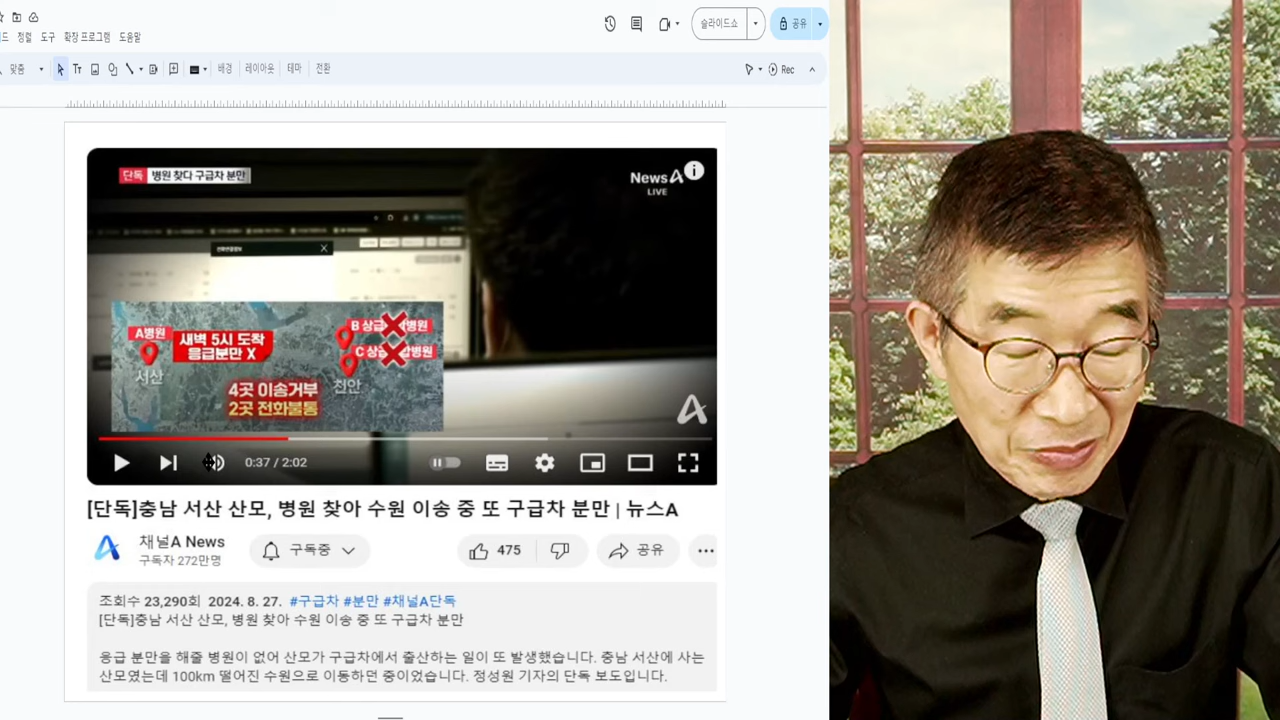 정렬 도구 확장 프로그램 도움말
슬라이드쇼
공유
맞춤
배경 레이아웃 테마 전환
Rec
단독 병원 찾다 구급차 분만
News A
LIVE
A병원
새벽 5시 도착
응급분만 X
서산
B 상급
병원
C 상급
합병원
천안
4곳 이송거부
2곳 전화불통
0:37 / 2:02
[단독]충남 서산 산모, 병원 찾아 수원 이송 중 또 구급차 분만 | 뉴스A
채널A News
구독자 272만명
구독중
475
공유
조회수 23,290회 2024. 8. 27. #구급차 #분만 #채널A단독
[단독]충남 서산 산모, 병원 찾아 수원 이송 중 또 구급차 분만
응급 분만을 해줄 병원이 없어 산모가 구급차에서 출산하는 일이 또 발생했습니다. 충남 서산에 사는
산모였는데 100km 떨어진 수원으로 이동하던 중이었습니다. 정성원 기자의 단독 보도입니다.